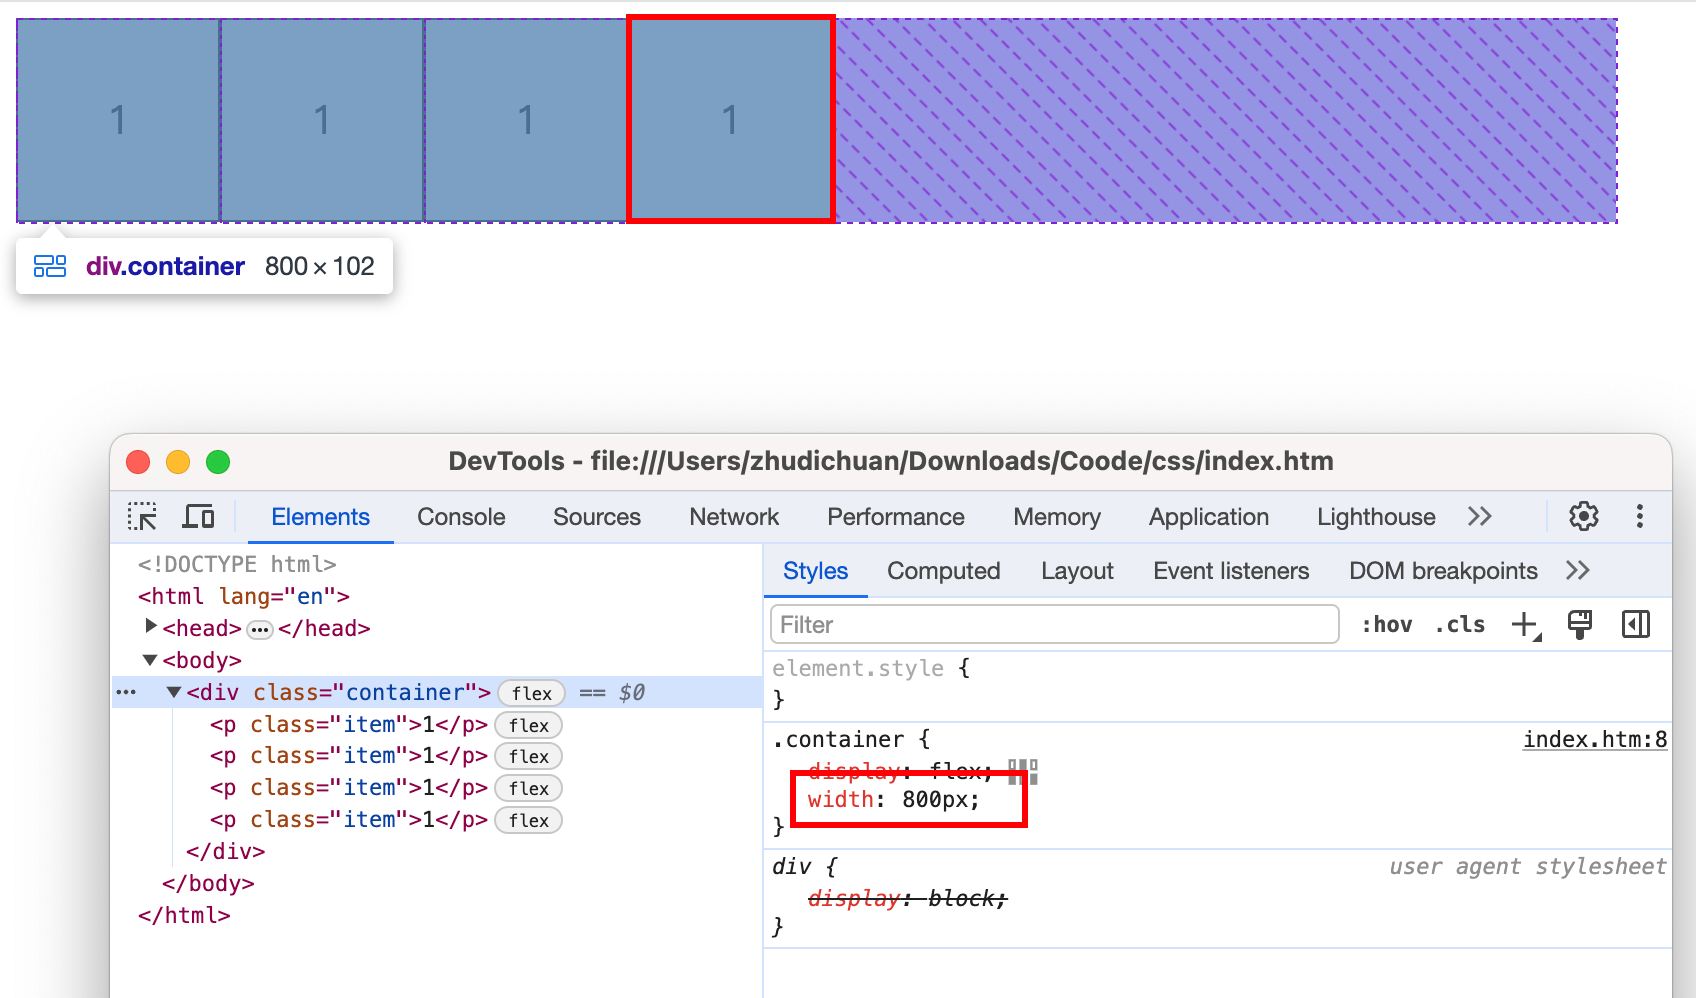 1 1 1 1
div.container 800 × 102
DevTools - file:///Users/zhudichuan/Downloads/Coode/css/index.htm
Elements Console Sources Network Performance Memory Application Lighthouse
Styles Computed Layout Event listeners DOM breakpoints
Filter :hov .cls
<!DOCTYPE html>
<html lang="en">
<head> ••• </head>
<body>
<div class="container"> flex == $0
<p class="item">1</p> flex
<p class="item">1</p> flex
<p class="item">1</p> flex
<p class="item">1</p> flex
</div>
</body>
</html>
element.style {
}
.container { index.htm:8
display: flex;
width: 800px;
}
div { user agent stylesheet
display: block;
}